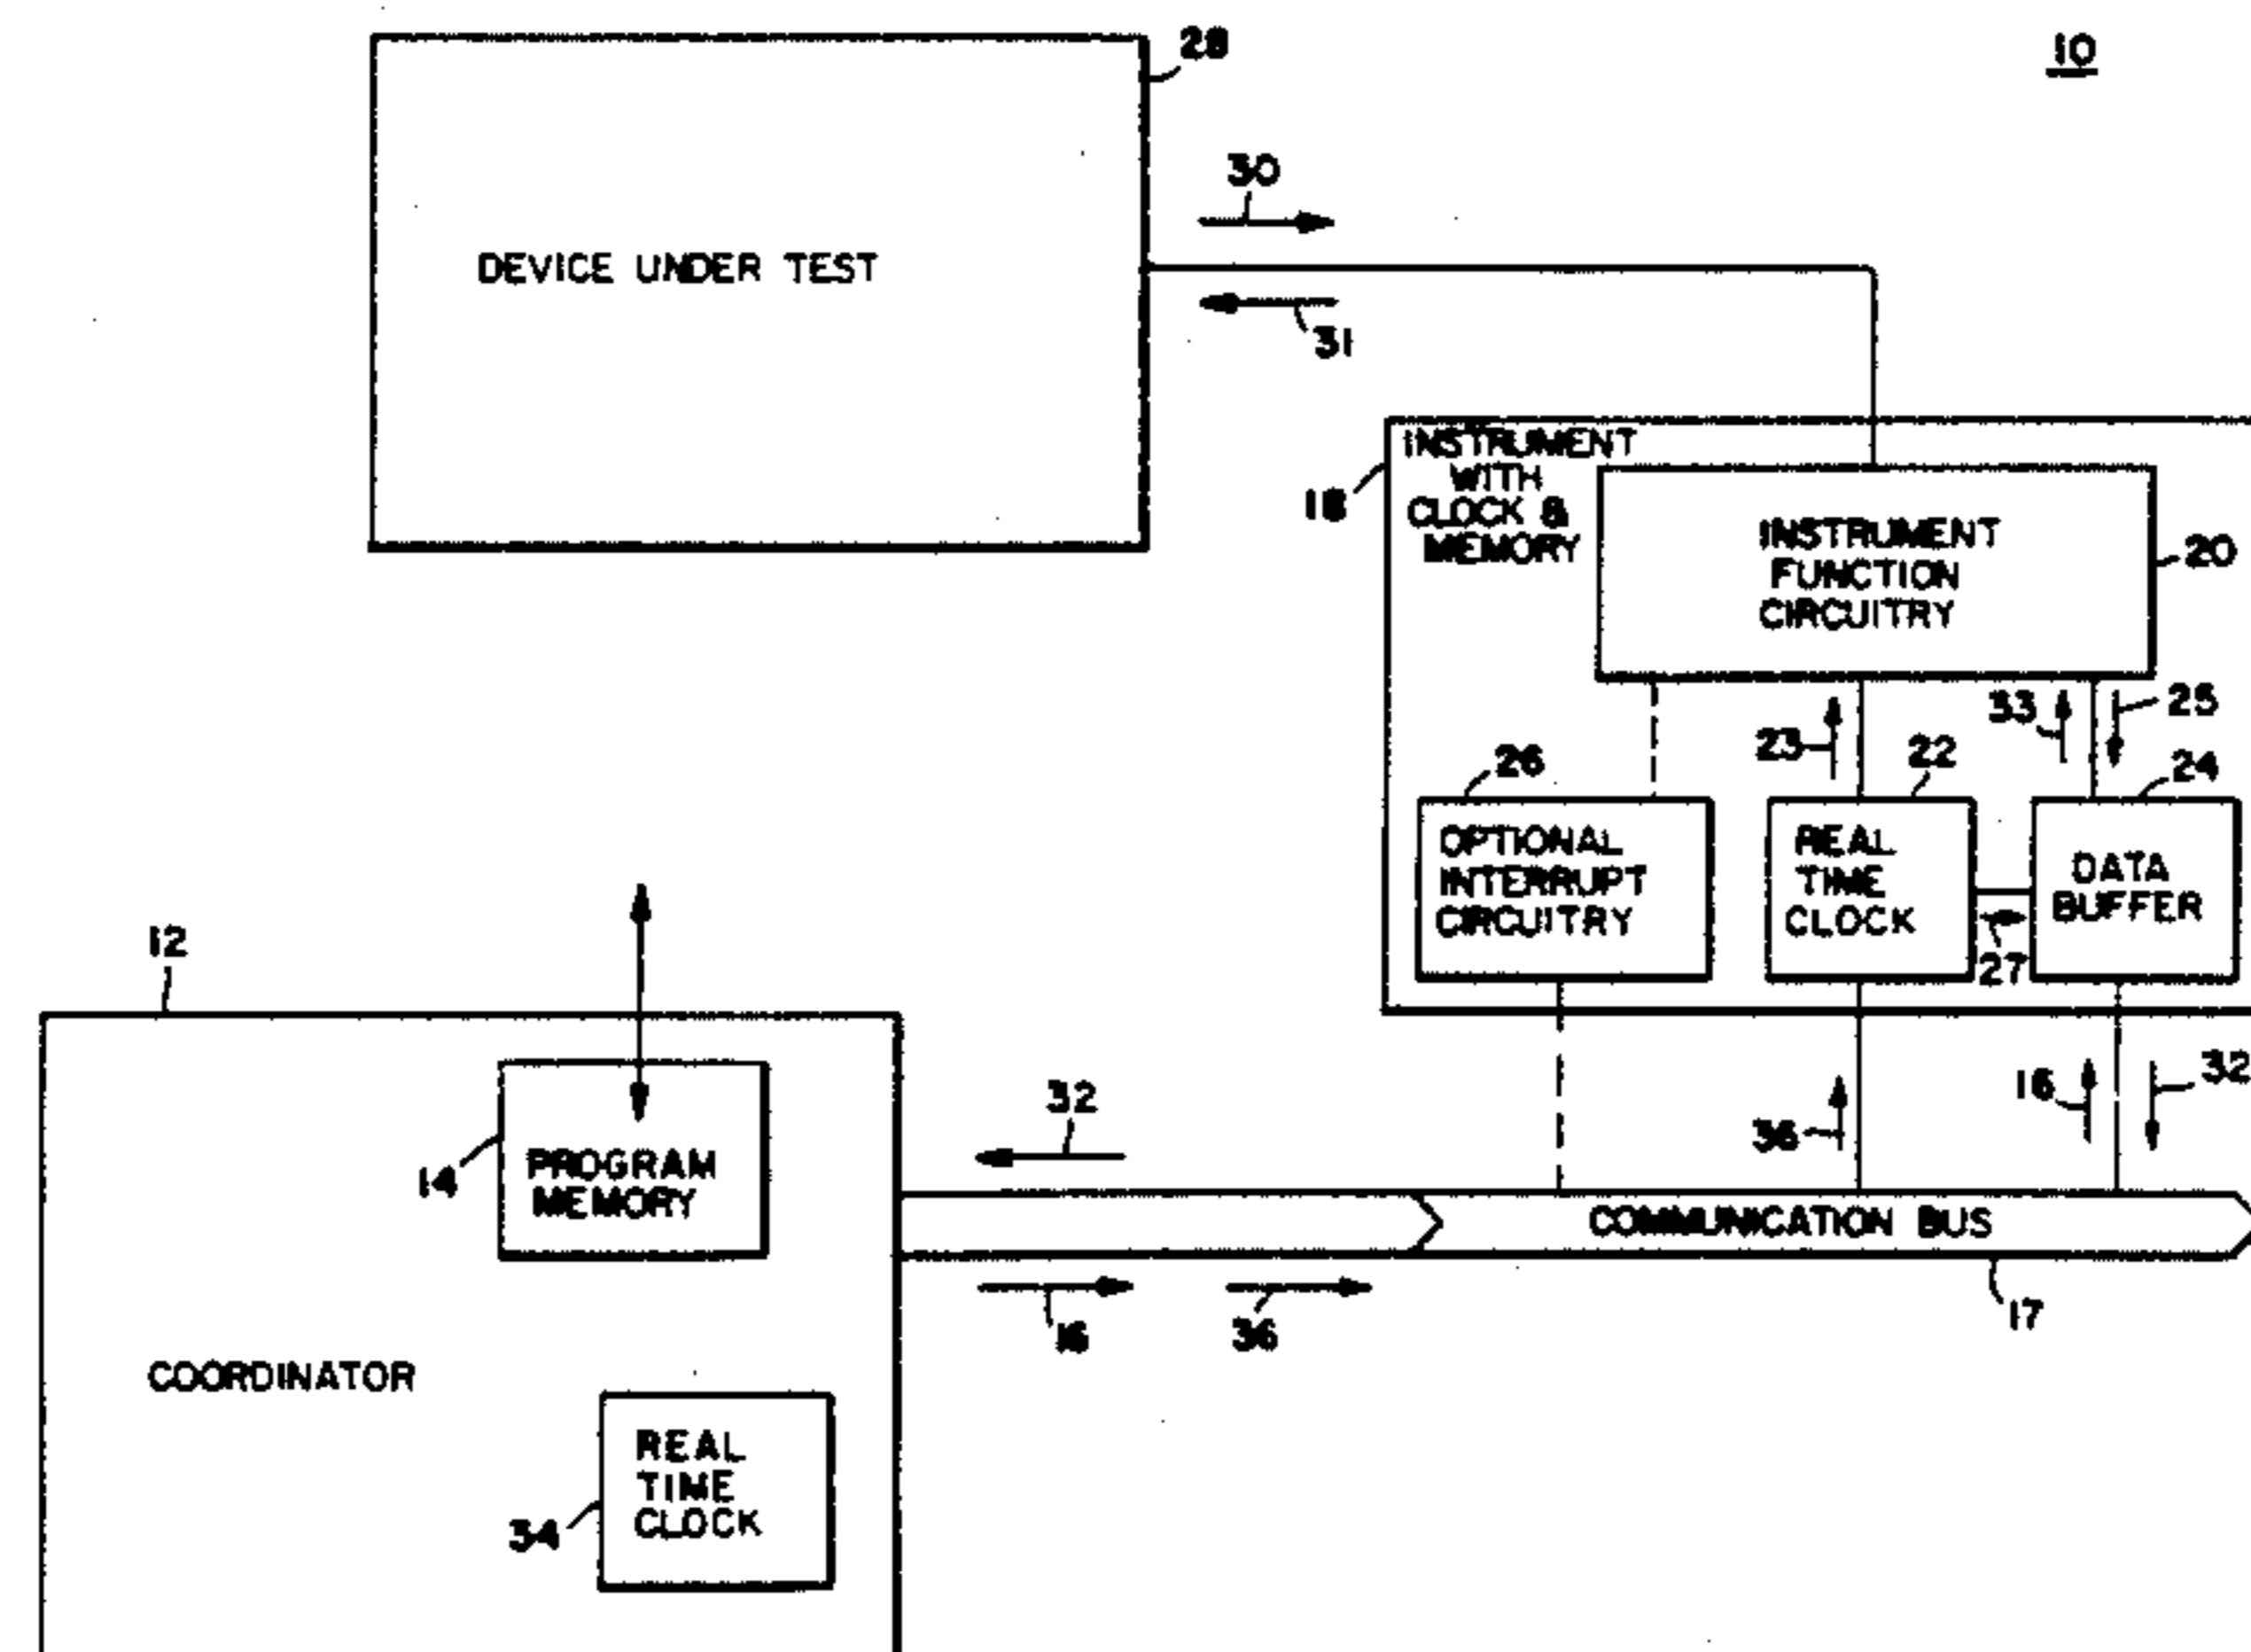 28
10
30
DEVICE UNDER TEST
31
INSTRUMENT
WITH
CLOCK &
MEMORY
18
INSTRUMENT
FUNCTION
CIRCUITRY
20
33
25
23
22
26
24
OPTIONAL
INTERRUPT
CIRCUITRY
REAL
TIME
CLOCK
DATA
BUFFER
27
12
32
16
36
32
14
PROGRAM
MEMORY
COMMUNICATION BUS
16
36
17
COORDINATOR
REAL
TIME
CLOCK
34